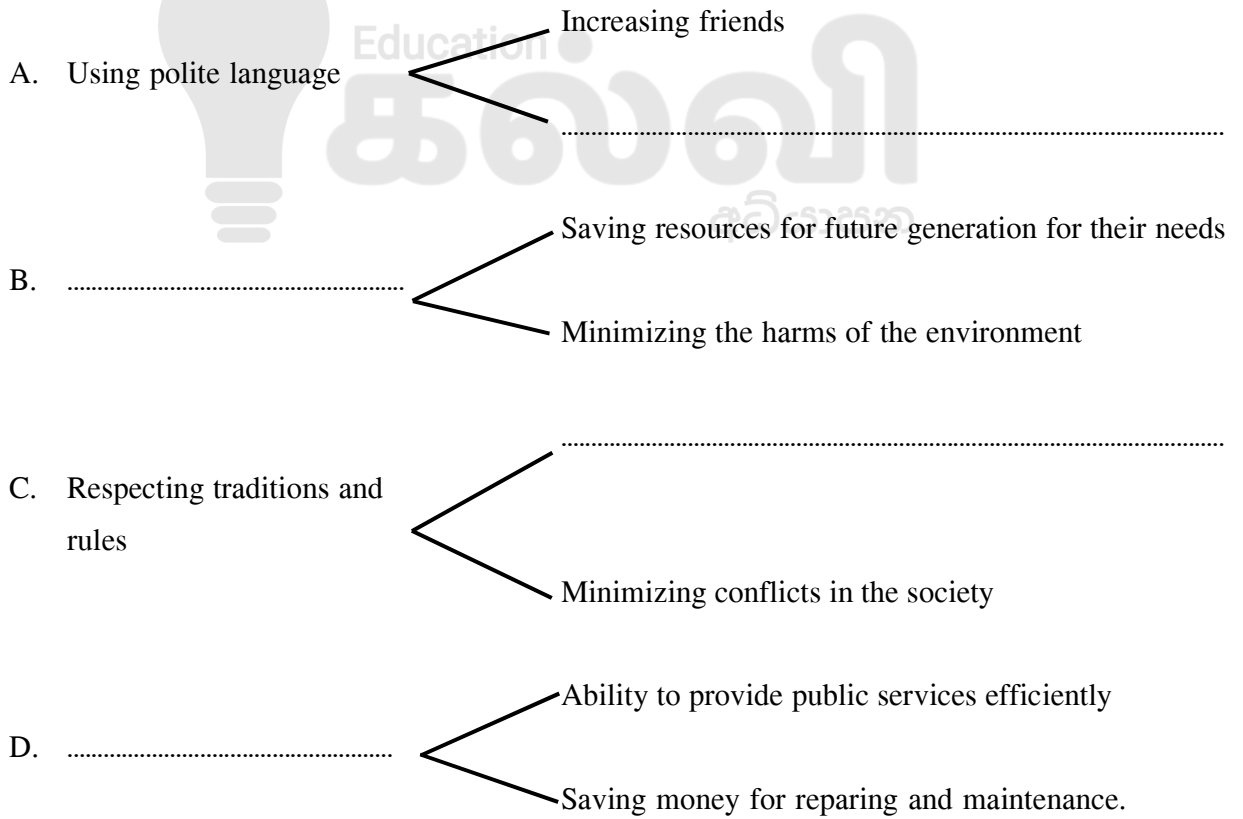 Education
கல்வி
අධ්‍යාපන
Increasing friends
A. Using polite language
................................................................................................................
Saving resources for future generation for their needs
B. ........................................................
Minimizing the harms of the environment
................................................................................................................
C. Respecting traditions and
rules
Minimizing conflicts in the society
Ability to provide public services efficiently
D. ......................................................
Saving money for reparing and maintenance.